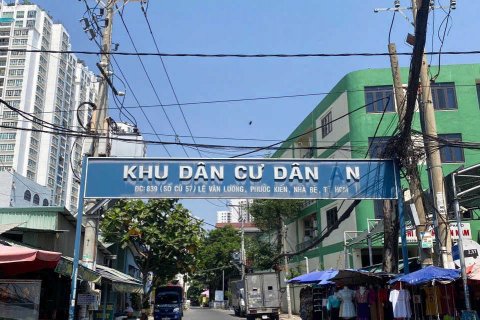 KHU DÂN CƯ DÂN
ĐC: 839 (SỐ CŨ 57) LÊ VĂN LƯƠNG, PHƯỚC KIỂN, NHÀ BÈ,